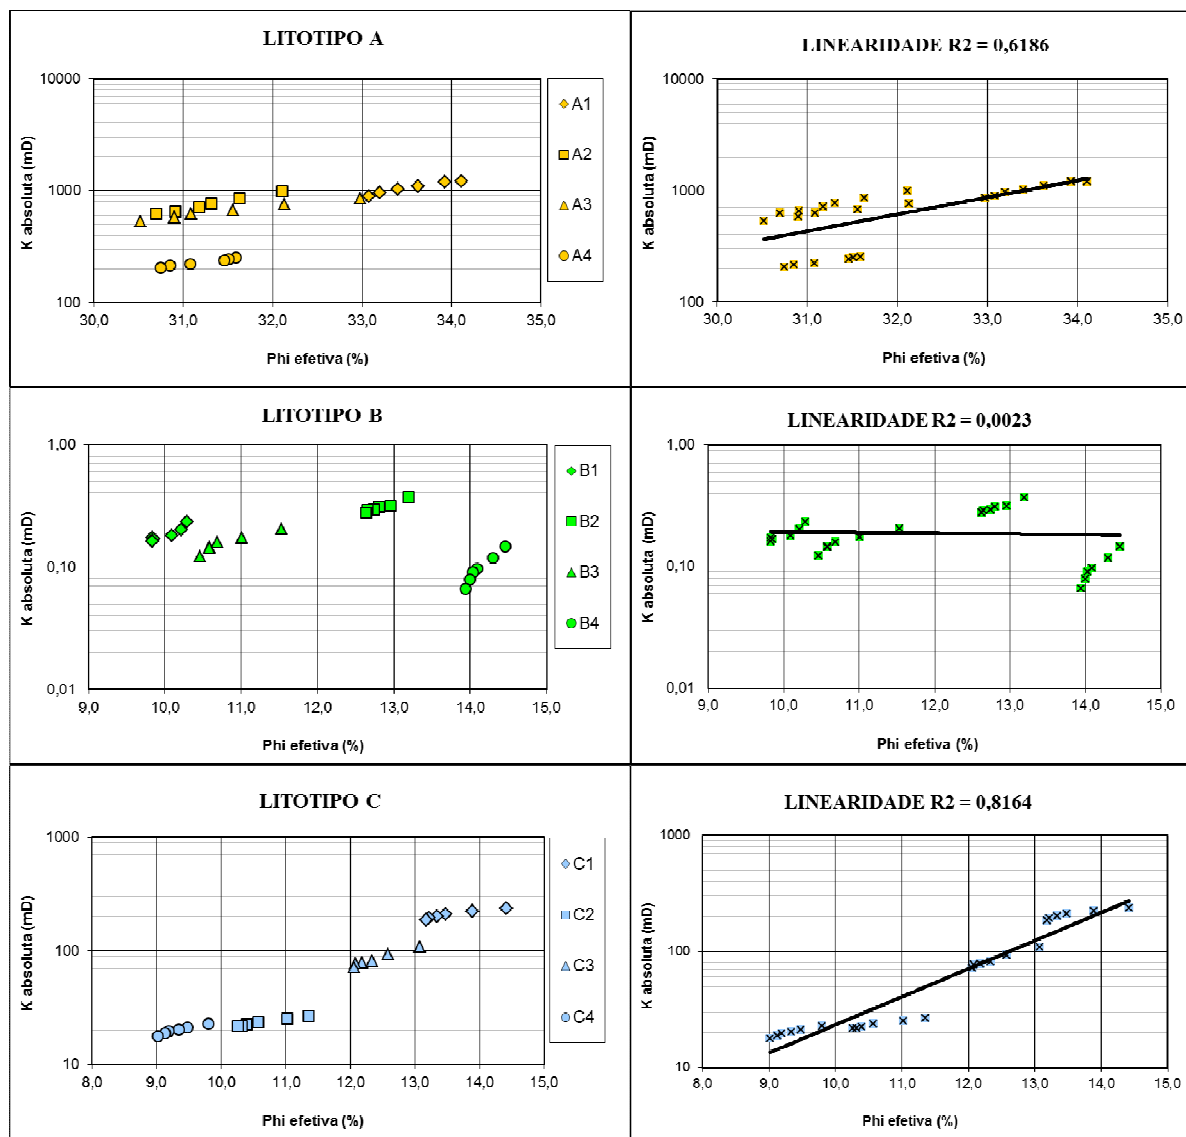 LITOTIPO A
K absoluta (mD)
10000
1000
100
30,0 31,0 32,0 33,0 34,0 35,0
Phi efetiva (%)
A1
A2
A3
A4
LINEARIDADE R2 = 0,6186
K absoluta (mD)
10000
1000
100
30,0 31,0 32,0 33,0 34,0 35,0
Phi efetiva (%)
LITOTIPO B
K absoluta (mD)
1,00
0,10
0,01
9,0 10,0 11,0 12,0 13,0 14,0 15,0
Phi efetiva (%)
B1
B2
B3
B4
LINEARIDADE R2 = 0,0023
K absoluta (mD)
1,00
0,10
0,01
9,0 10,0 11,0 12,0 13,0 14,0 15,0
Phi efetiva (%)
LITOTIPO C
K absoluta (mD)
1000
100
10
8,0 9,0 10,0 11,0 12,0 13,0 14,0 15,0
Phi efetiva (%)
C1
C2
C3
C4
LINEARIDADE R2 = 0,8164
K absoluta (mD)
1000
100
10
8,0 9,0 10,0 11,0 12,0 13,0 14,0 15,0
Phi efetiva (%)